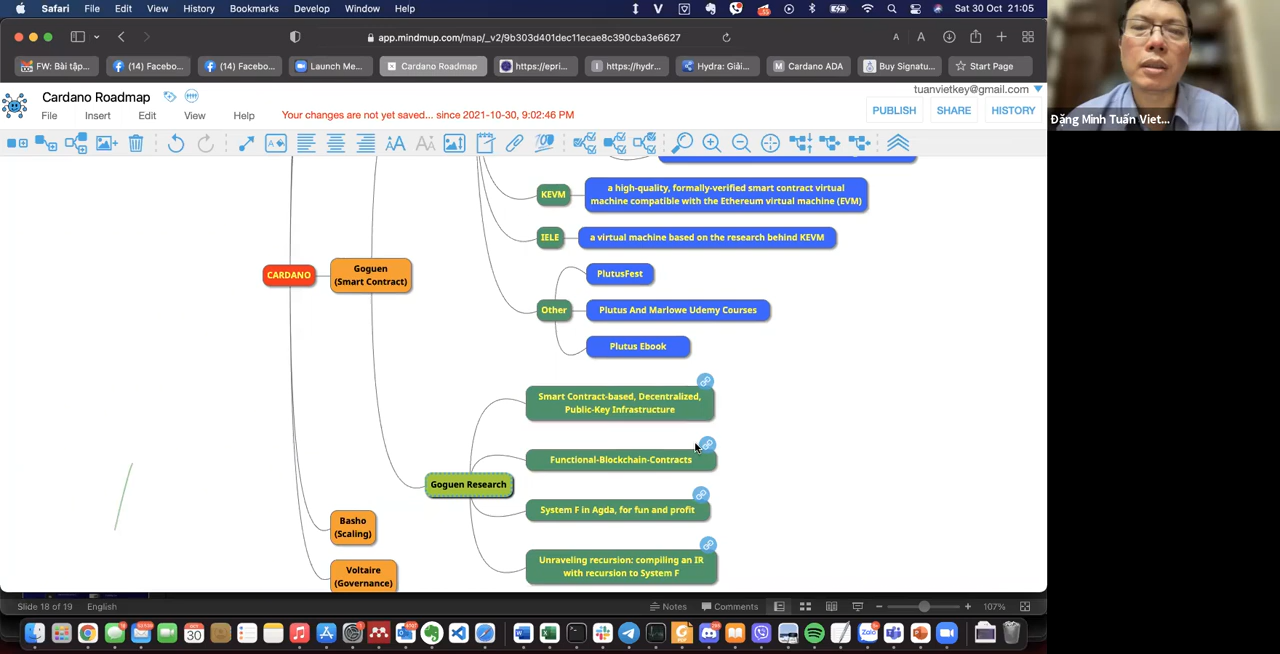 Safari File Edit View History Bookmarks Develop Window Help
Sat 30 Oct 21:05
app.mindmup.com/map/_v2/9b303d401dec11ecae8c390cba3e6627
FW: Bài tập...
(14) Facebo...
(14) Facebo...
Launch Me...
Cardano Roadmap
https://epri...
https://hydr...
Hydra: Giải...
Cardano ADA
Buy Signatu...
Start Page
Cardano Roadmap
tuanvietkey@gmail.com
File Insert Edit View Help
Your changes are not yet saved... since 2021-10-30, 9:02:46 PM
PUBLISH SHARE HISTORY
Đặng Minh Tuấn Viet...
KEVM
a high-quality, formally-verified smart contract virtual
machine compatible with the Ethereum virtual machine (EVM)
IELE
a virtual machine based on the research behind KEVM
CARDANO
Goguen
(Smart Contract)
PlutusFest
Other
Plutus And Marlowe Udemy Courses
Plutus Ebook
Smart Contract-based, Decentralized,
Public-Key Infrastructure
Functional-Blockchain-Contracts
Goguen Research
System F in Agda, for fun and profit
Unraveling recursion: compiling an IR
with recursion to System F
Basho
(Scaling)
Voltaire
(Governance)
Slide 18 of 19
English
Notes
Comments
107%